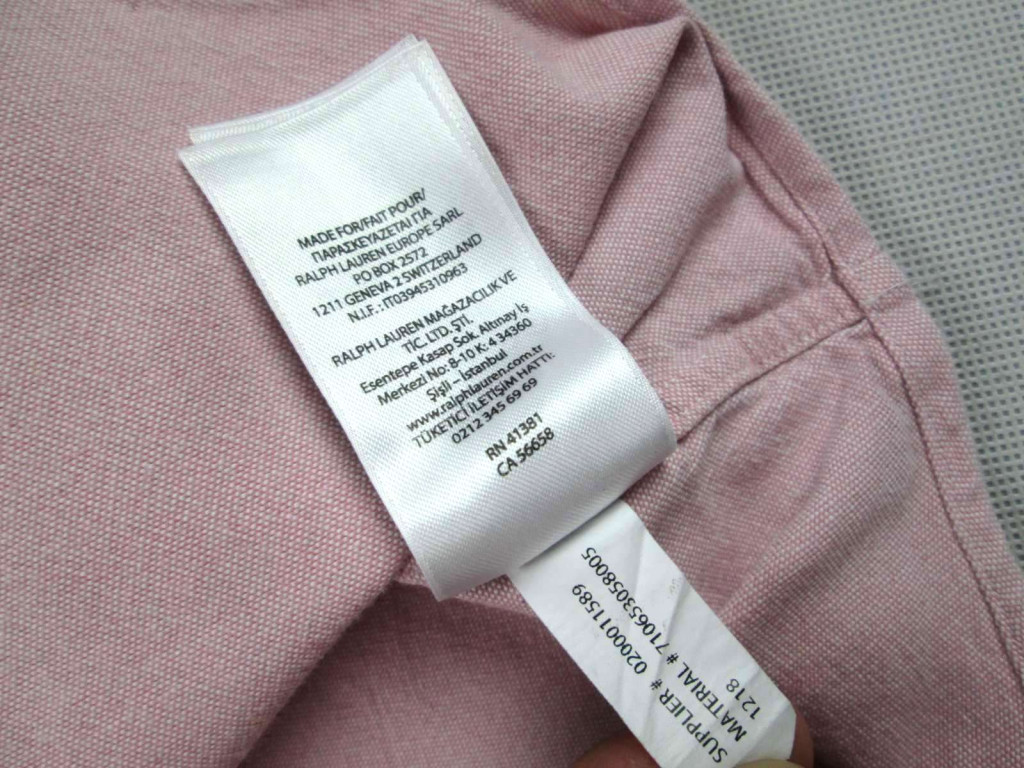 MADE FOR/FAIT POUR/
ΠΑΡΑΣΚΕΥΑΖΕΤΑΙ ΓΙΑ
RALPH LAUREN EUROPE SARL
PO BOX 2572
1211 GENEVA 2 SWITZERLAND
N.I.F.: IT03945310963
RALPH LAUREN MAĞAZACILIK VE
TİC. LTD. ŞTİ.
Esentepe Kasap Sok. Altınay İş
Merkezi No: 8-10 K: 4 34360
Şişli – İstanbul
www.ralphlauren.com.tr
TÜKETİCİ İLETİŞİM HATTI:
0212 345 69 69
RN 41381
CA 56658
SUPPLIER # 0200011589
MATERIAL # 710653058005
1218